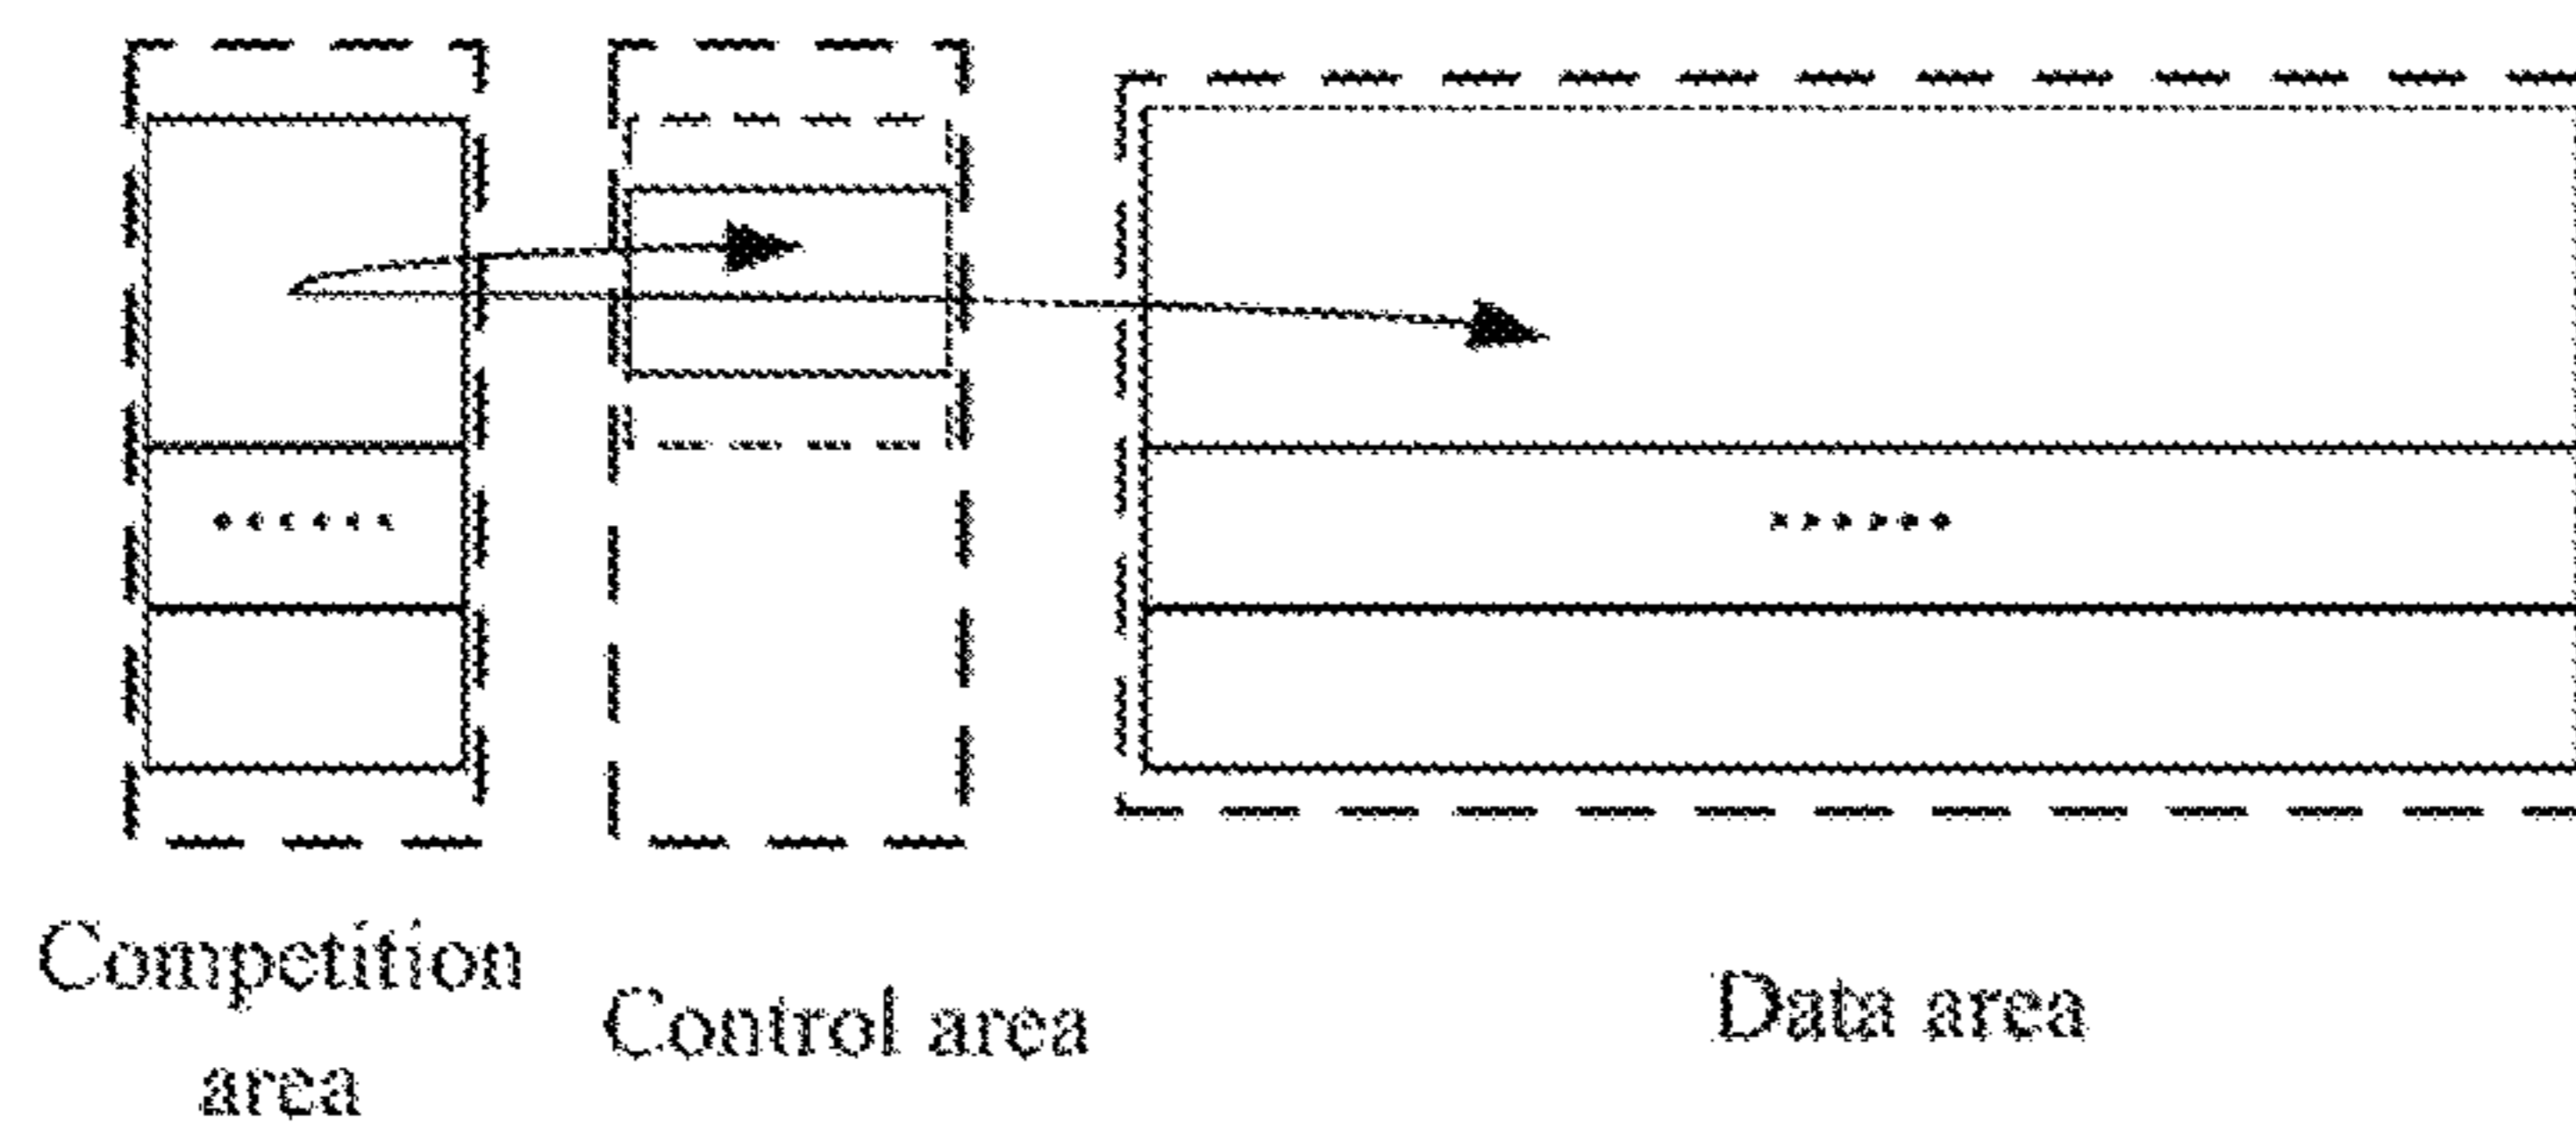 ......
......
Competition
area
Control area
Data area